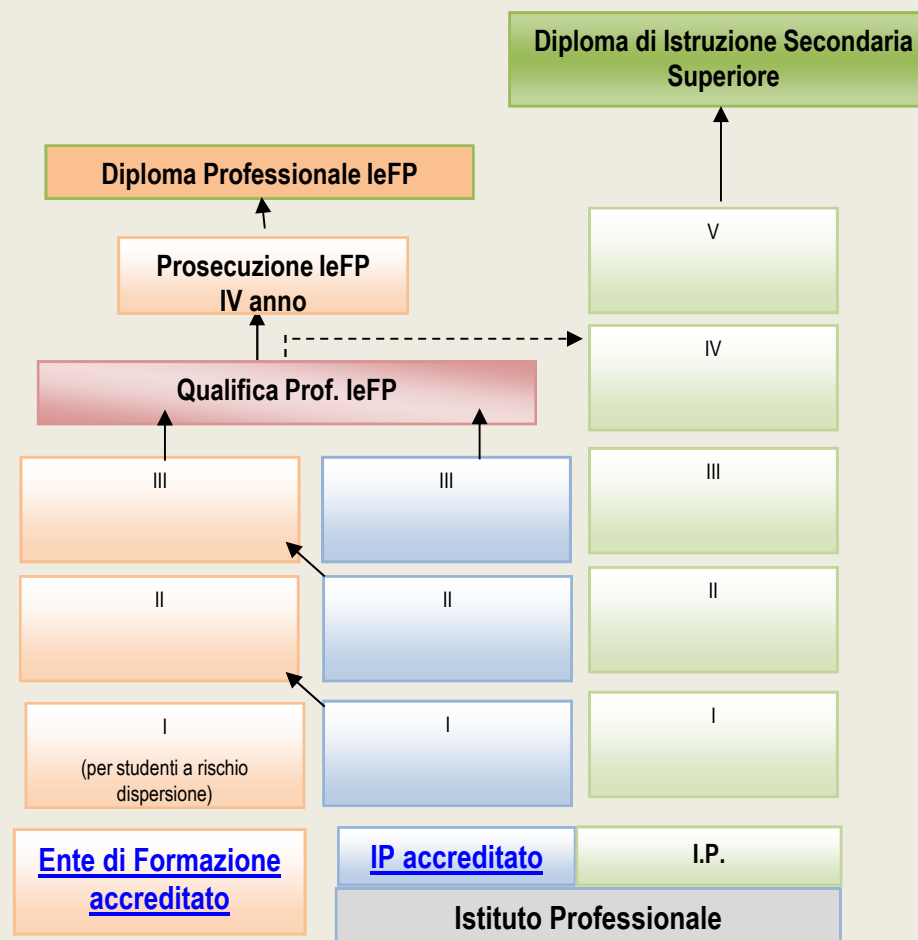 Diploma di Istruzione Secondaria
Superiore
Diploma Professionale IeFP
Prosecuzione IeFP
IV anno
Qualifica Prof. IeFP
V
IV
III
III
III
II
II
II
I
(per studenti a rischio
dispersione)
I
I
Ente di Formazione
accreditato
IP accreditato
I.P.
Istituto Professionale